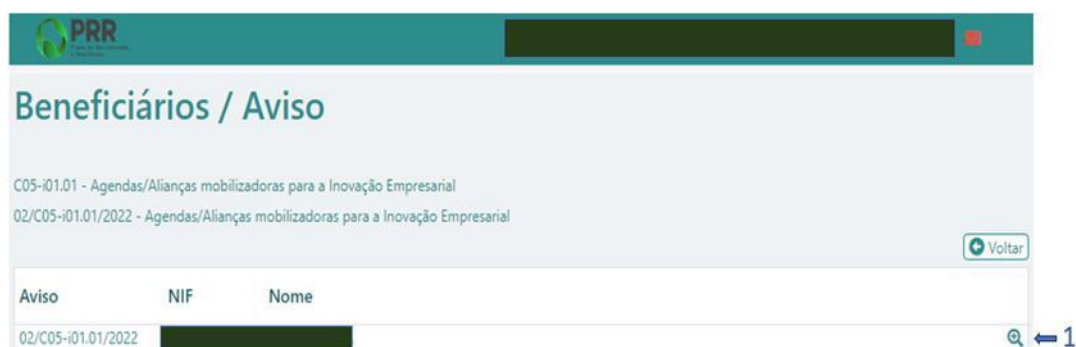 PRR
Beneficiários / Aviso
C05-i01.01 - Agendas/Alianças mobilizadoras para a Inovação Empresarial
02/C05-i01.01/2022 - Agendas/Alianças mobilizadoras para a Inovação Empresarial
Voltar
Aviso NIF Nome
02/C05-i01.01/2022 1